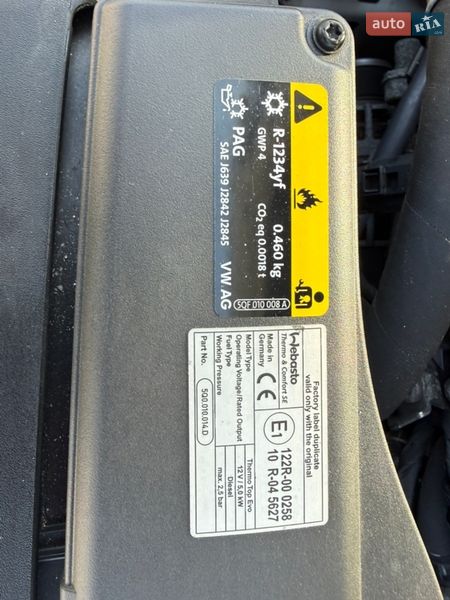 auto RIA .com
R-1234yf 0.460 kg
GWP 4 CO2 eq 0.0018 t
PAG
SAE J639 J2842 J2845 VW AG
5QF 010 008 A
Factory label duplicate
valid only with the original
Webasto
Thermo & Comfort SE
Made in
Germany
CE
E1
122R-00 0258
10 R-04 5627
Model Type Thermo Top Evo
Operating Voltage/Rated Output 12 V / 5,0 kW
Fuel Type Diesel
Working Pressure max. 2,5 bar
Part No. 5Q0.010.014.D